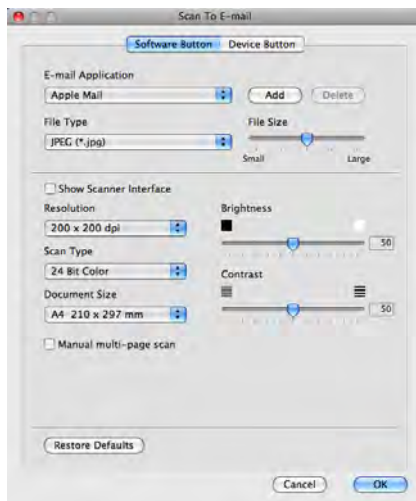 Scan To E-mail
Software Button Device Button
E-mail Application
Apple Mail Add Delete
File Type File Size
JPEG (*.jpg)
Small Large
Show Scanner Interface
Resolution Brightness
200 x 200 dpi
50
Scan Type
24 Bit Color Contrast
Document Size
A4 210 x 297 mm 50
Manual multi-page scan
Restore Defaults
Cancel OK